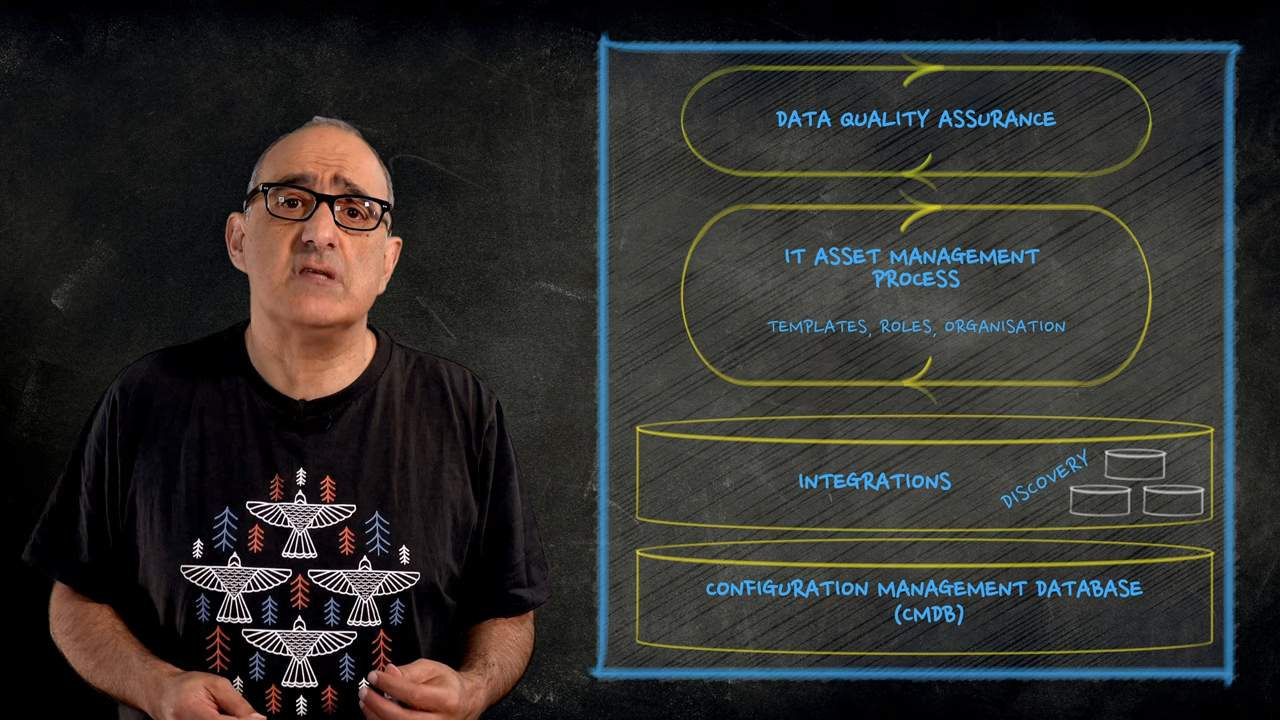 DATA QUALITY ASSURANCE
IT ASSET MANAGEMENT
PROCESS
TEMPLATES, ROLES, ORGANISATION
INTEGRATIONS
DISCOVERY
CONFIGURATION MANAGEMENT DATABASE
(CMDB)